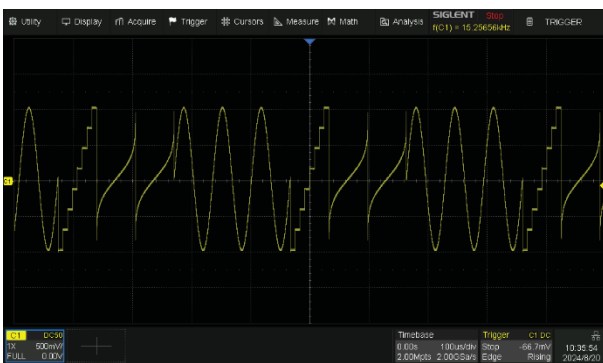 Utility Display Acquire Trigger Cursors Measure Math Analysis SIGLENT Stop TRIGGER
f(C1) = 15.25656kHz
C1
C1 DC50
1X 500mV/
FULL 0.00V
Timebase
0.00s 100us/div
2.00Mpts 2.00GSa/s
Trigger C1 DC
Stop -66.7mV
Edge Rising
10:36:54
2024/8/20